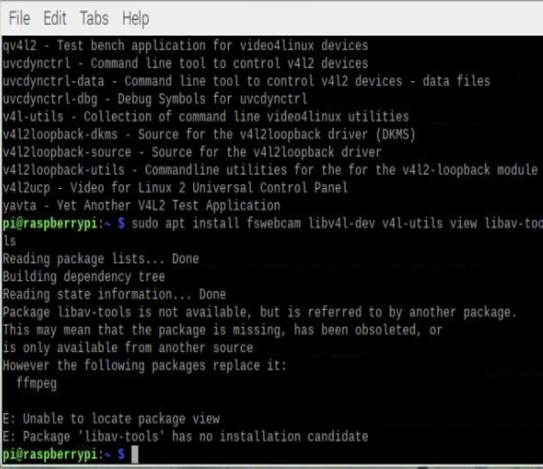 File Edit Tabs Help
qv4l2 - Test bench application for video4linux devices
uvcdynctrl - Command line tool to control v4l2 devices
uvcdynctrl-data - Command line tool to control v4l2 devices - data files
uvcdynctrl-dbg - Debug Symbols for uvcdynctrl
v4l-utils - Collection of command line video4linux utilities
v4l2loopback-dkms - Source for the v4l2loopback driver (DKMS)
v4l2loopback-source - Source for the v4l2loopback driver
v4l2loopback-utils - Commandline utilities for the for the v4l2-loopback module
v4l2ucp - Video for Linux 2 Universal Control Panel
yavta - Yet Another V4L2 Test Application
pi@raspberrypi:~ $ sudo apt install fswebcam libv4l-dev v4l-utils view libav-too
ls
Reading package lists... Done
Building dependency tree
Reading state information... Done
Package libav-tools is not available, but is referred to by another package.
This may mean that the package is missing, has been obsoleted, or
is only available from another source
However the following packages replace it:
ffmpeg
E: Unable to locate package view
E: Package 'libav-tools' has no installation candidate
pi@raspberrypi:~ $